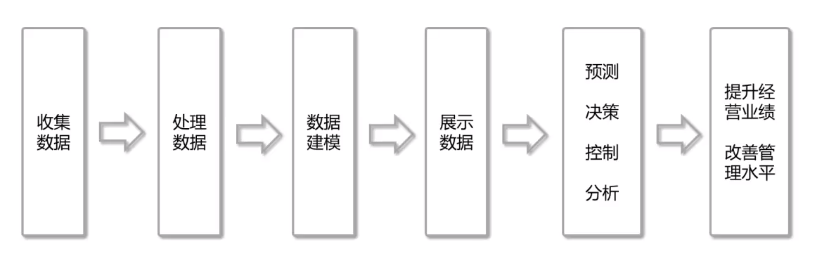 收集
数据
处理
数据
数据
建模
展示
数据
预测
决策
控制
分析
提升经
营业绩
改善管
理水平